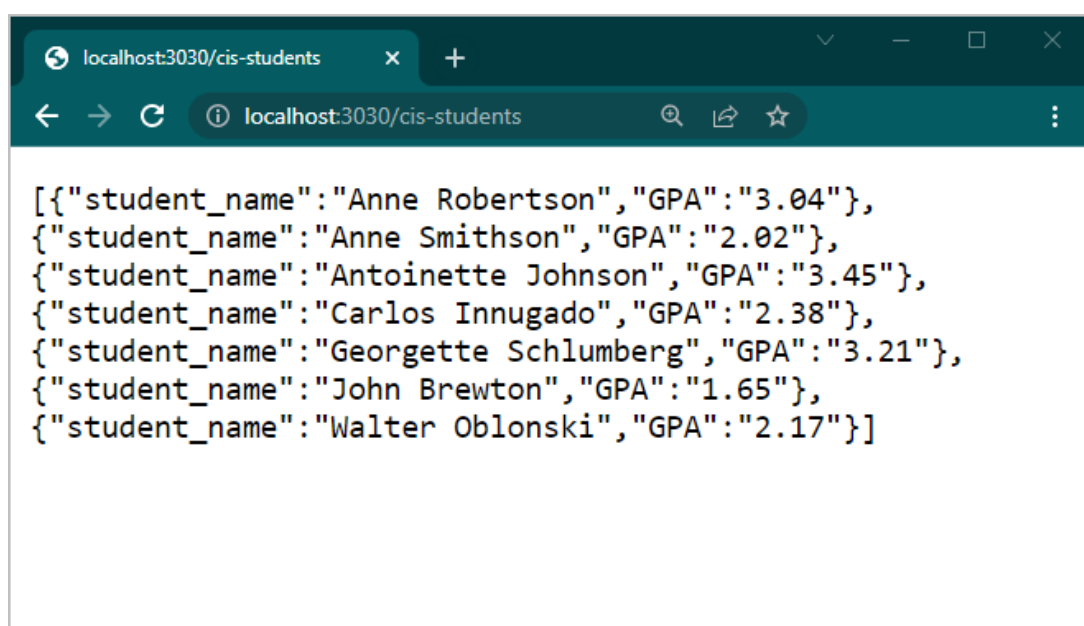 localhost:3030/cis-students
localhost:3030/cis-students
[{"student_name":"Anne Robertson","GPA":"3.04"},
{"student_name":"Anne Smithson","GPA":"2.02"},
{"student_name":"Antoinette Johnson","GPA":"3.45"},
{"student_name":"Carlos Innugado","GPA":"2.38"},
{"student_name":"Georgette Schlumberg","GPA":"3.21"},
{"student_name":"John Brewton","GPA":"1.65"},
{"student_name":"Walter Oblonski","GPA":"2.17"}]